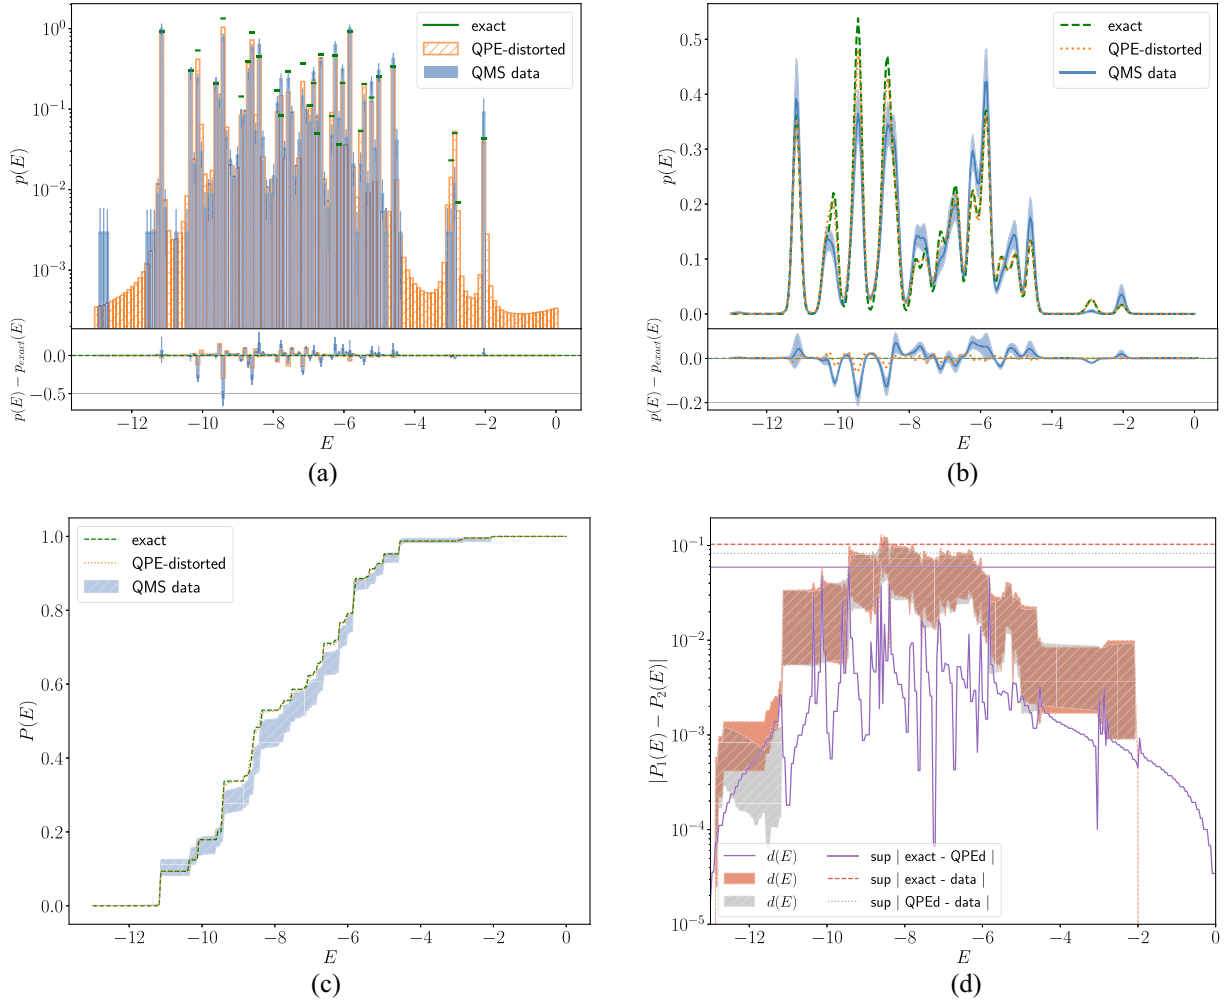 exact
QPE-distorted
QMS data
10^0
10^{-1}
10^{-2}
10^{-3}
p(E)
0.0
−0.5
p(E) − p_{exact}(E)
−12 −10 −8 −6 −4 −2 0
E
(a)
exact
QPE-distorted
QMS data
0.5
0.4
0.3
0.2
0.1
0.0
p(E)
0.0
−0.2
p(E) − p_{exact}(E)
−12 −10 −8 −6 −4 −2 0
E
(b)
exact
QPE-distorted
QMS data
1.0
0.8
0.6
0.4
0.2
0.0
P(E)
−12 −10 −8 −6 −4 −2 0
E
(c)
10^{-1}
10^{-2}
10^{-3}
10^{-4}
10^{-5}
|P_1(E) − P_2(E)|
d(E) sup | exact - QPEd |
d(E) sup | exact - data |
d(E) sup | QPEd - data |
−12 −10 −8 −6 −4 −2 0
E
(d)